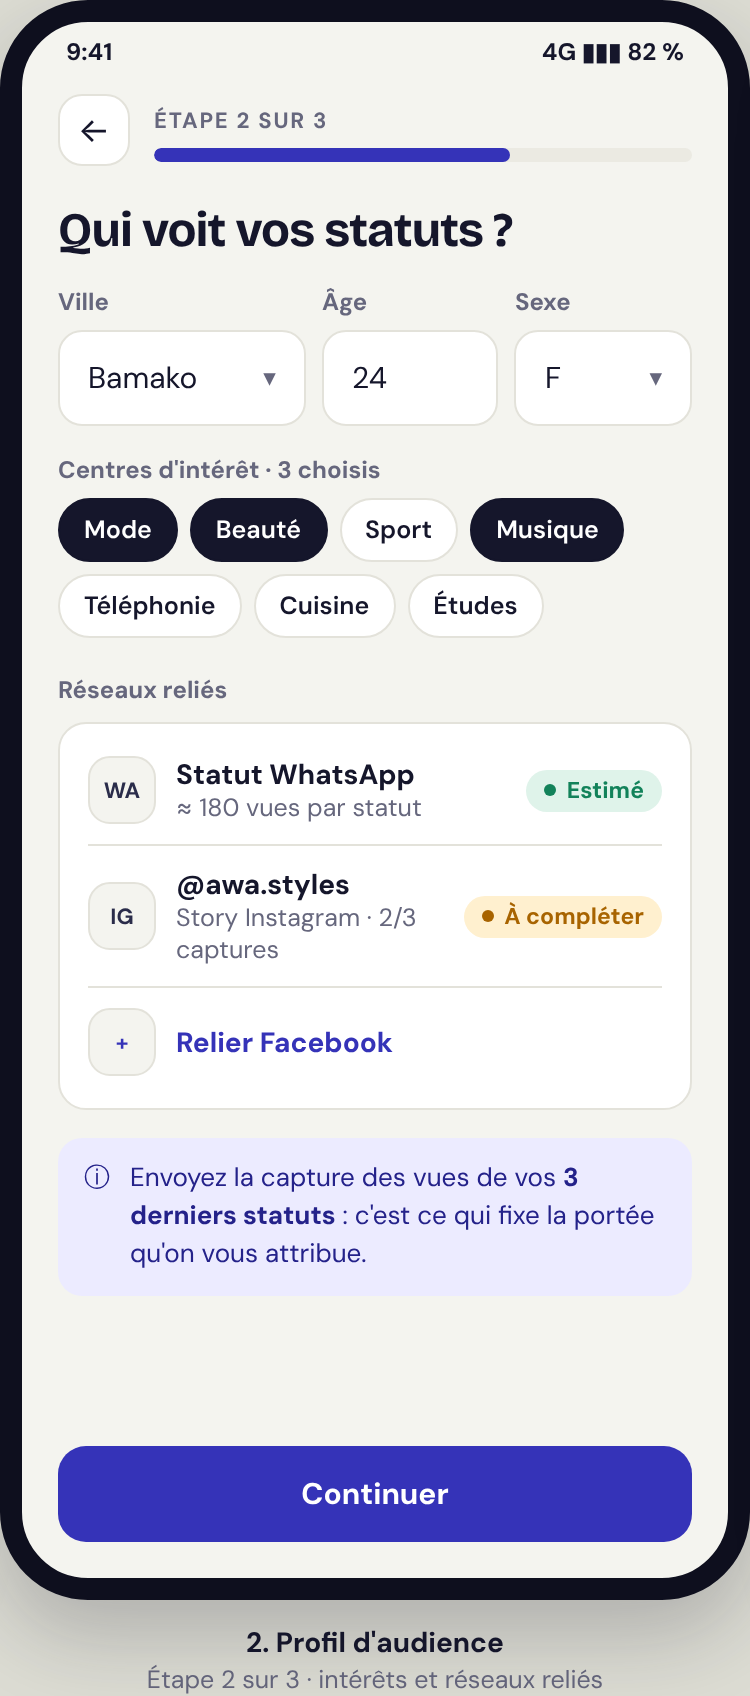 9:41
4G ▮▮▮ 82 %
←
ÉTAPE 2 SUR 3
Qui voit vos statuts ?
Ville
Âge
Sexe
Bamako ▼
24
F ▼
Centres d'intérêt · 3 choisis
Mode
Beauté
Sport
Musique
Téléphonie
Cuisine
Études
Réseaux reliés
WA
Statut WhatsApp
≈ 180 vues par statut
Estimé
IG
@awa.styles
Story Instagram · 2/3
captures
À compléter
+
Relier Facebook
ⓘ
Envoyez la capture des vues de vos 3
derniers statuts : c'est ce qui fixe la portée
qu'on vous attribue.
Continuer
2. Profil d'audience
Étape 2 sur 3 · intérêts et réseaux reliés